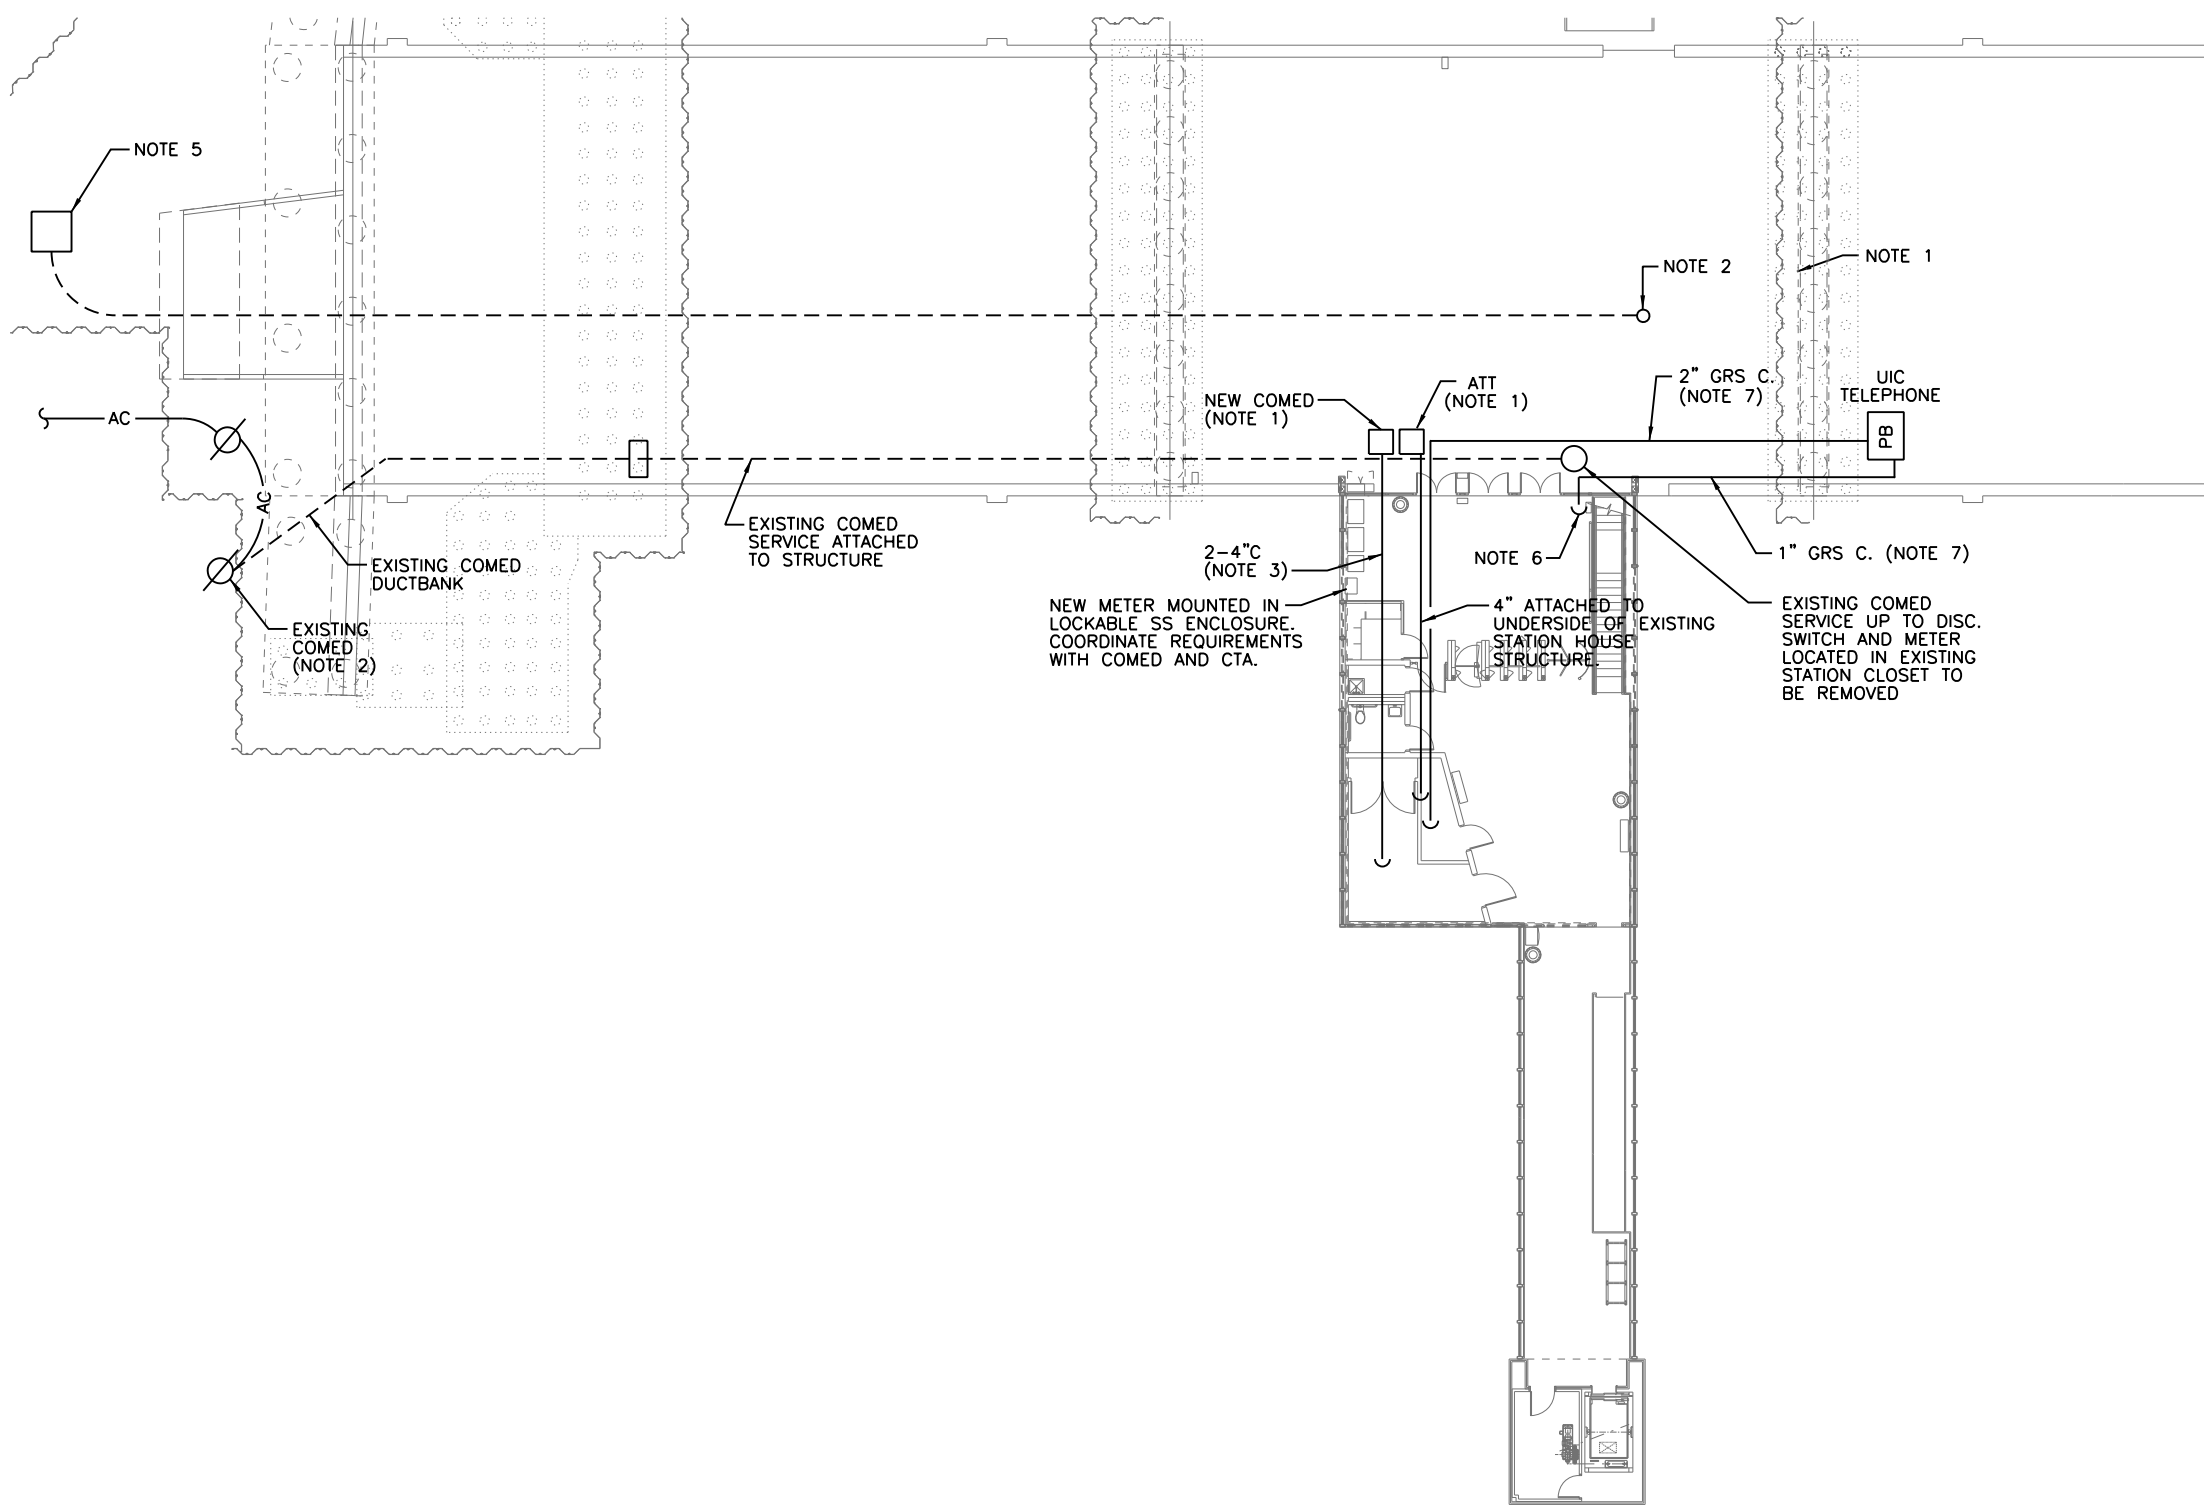 NOTE 5
NOTE 2
NOTE 1
AC
AC
NEW COMED
(NOTE 1)
ATT
(NOTE 1)
2" GRS C.
(NOTE 7)
UIC
TELEPHONE
PB
EXISTING COMED
SERVICE ATTACHED
TO STRUCTURE
EXISTING COMED
DUCTBANK
EXISTING
COMED
(NOTE 2)
2-4"C
(NOTE 3)
NOTE 6
1" GRS C. (NOTE 7)
NEW METER MOUNTED IN
LOCKABLE SS ENCLOSURE.
COORDINATE REQUIREMENTS
WITH COMED AND CTA.
4" ATTACHED TO
UNDERSIDE OF EXISTING
STATION HOUSE
STRUCTURE.
EXISTING COMED
SERVICE UP TO DISC.
SWITCH AND METER
LOCATED IN EXISTING
STATION CLOSET TO
BE REMOVED